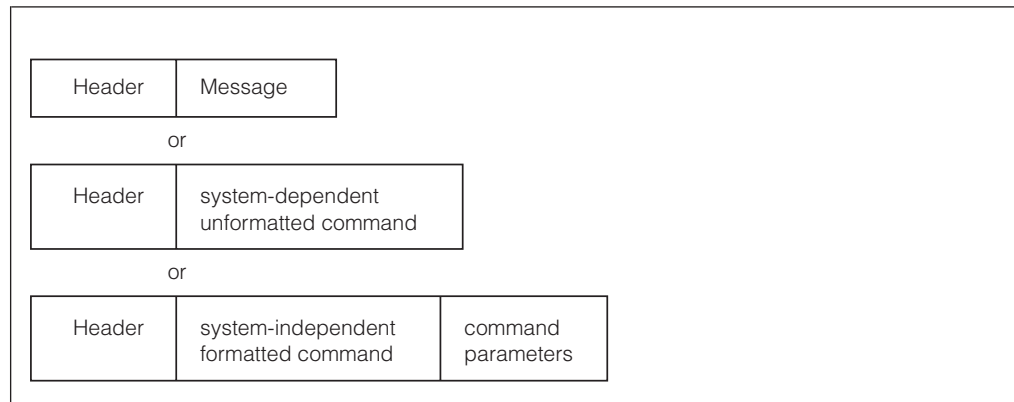 Header Message
or
Header system-dependent
unformatted command
or
Header system-independent command
formatted command parameters